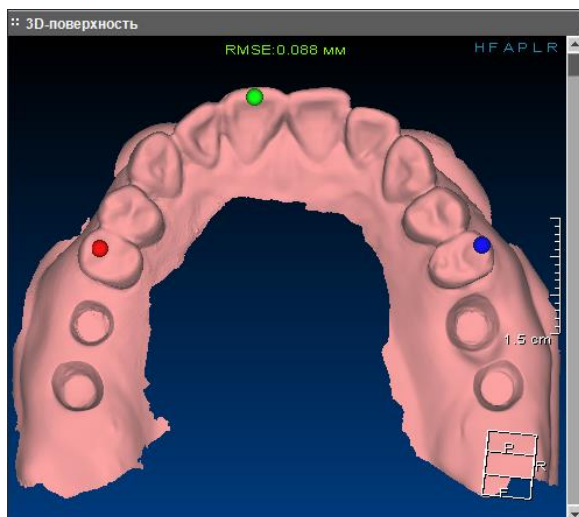 :: 3D-поверхность
RMSE:0.088 мм
H F A P L R
1.5 cm
P
R
F